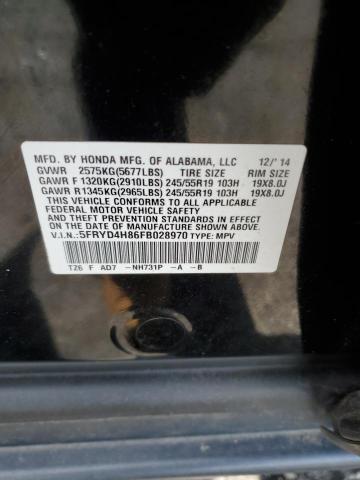 MFD. BY HONDA MFG. OF ALABAMA, LLC 12/'14
GVWR 2575KG(5677LBS) TIRE SIZE RIM SIZE
GAWR F 1320KG(2910LBS) 245/55R19 103H 19X8.0J
GAWR R 1345KG(2965LBS) 245/55R19 103H 19X8.0J
THIS VEHICLE CONFORMS TO ALL APPLICABLE
FEDERAL MOTOR VEHICLE SAFETY AND
THEFT PREVENTION STANDARDS IN EFFECT ON
THE DATE OF MANUFACTURE SHOWN ABOVE.
V.I.N.:5FRYD4H86FB028970 TYPE: MPV
TZ6 F AD7 -NH731P -A -B